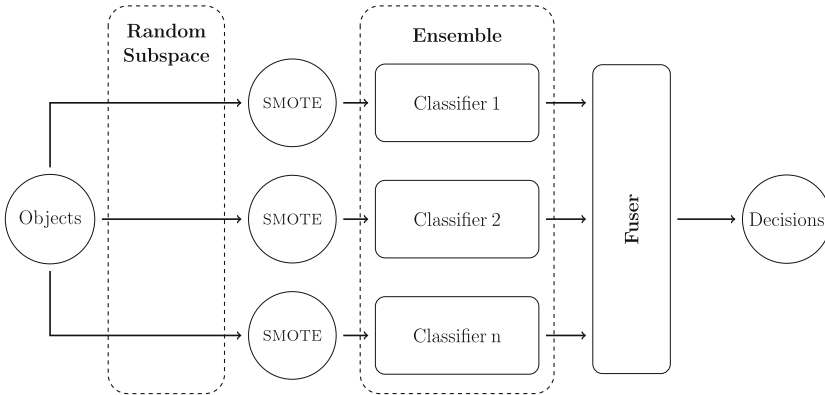 Random
Subspace
Ensemble
SMOTE
Classifier 1
Objects
SMOTE
Classifier 2
Fuser
Decisions
SMOTE
Classifier n